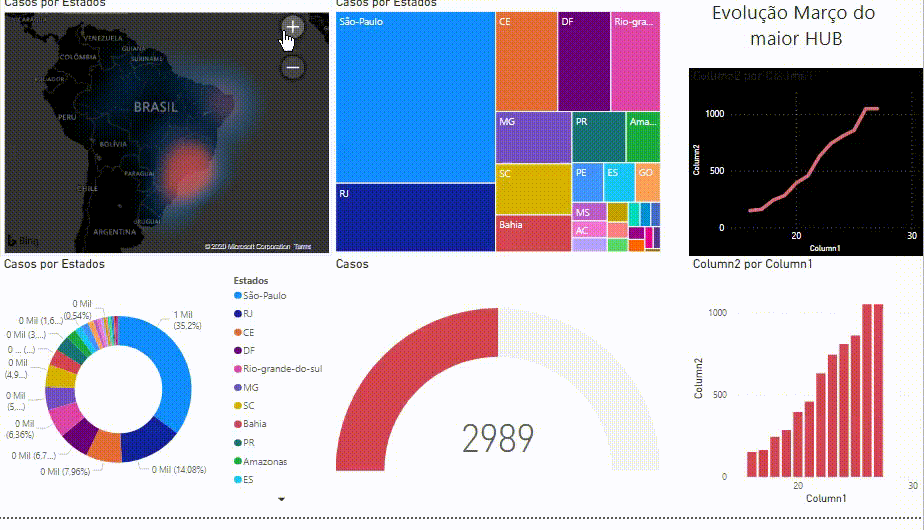 Casos por Estados
VENEZUELA
GUIANA
SURINAME
COLÔMBIA
EQUADOR
BRASIL
PERU
BOLÍVIA
PARAGUAI
CHILE
URUGUAI
ARGENTINA
Bing
© 2020 Microsoft Corporation Terms
Casos por Estados
São-Paulo
RJ
CE
DF
Rio-gra...
MG
PR
Ama...
SC
PE
ES
GO
Bahia
MS
AC
Evolução Março do
maior HUB
Column2 por Column1
Column2
1000
500
0
20
30
Column1
Casos por Estados
0 Mil
(0,54%)
0 Mil (1,6...)
0 Mil (3,...)
0 ... (...)
0 Mil
(4,9...)
0 Mil
(5,...)
0 Mil
(6,36%)
0 Mil (6,7...)
0 Mil (7,96%)
0 Mil (14,08%)
1 Mil
(35,2%)
Estados
São-Paulo
RJ
CE
DF
Rio-grande-do-sul
MG
SC
Bahia
PR
Amazonas
ES
Casos
2989
Column2 por Column1
Column2
1000
500
0
20
30
Column1